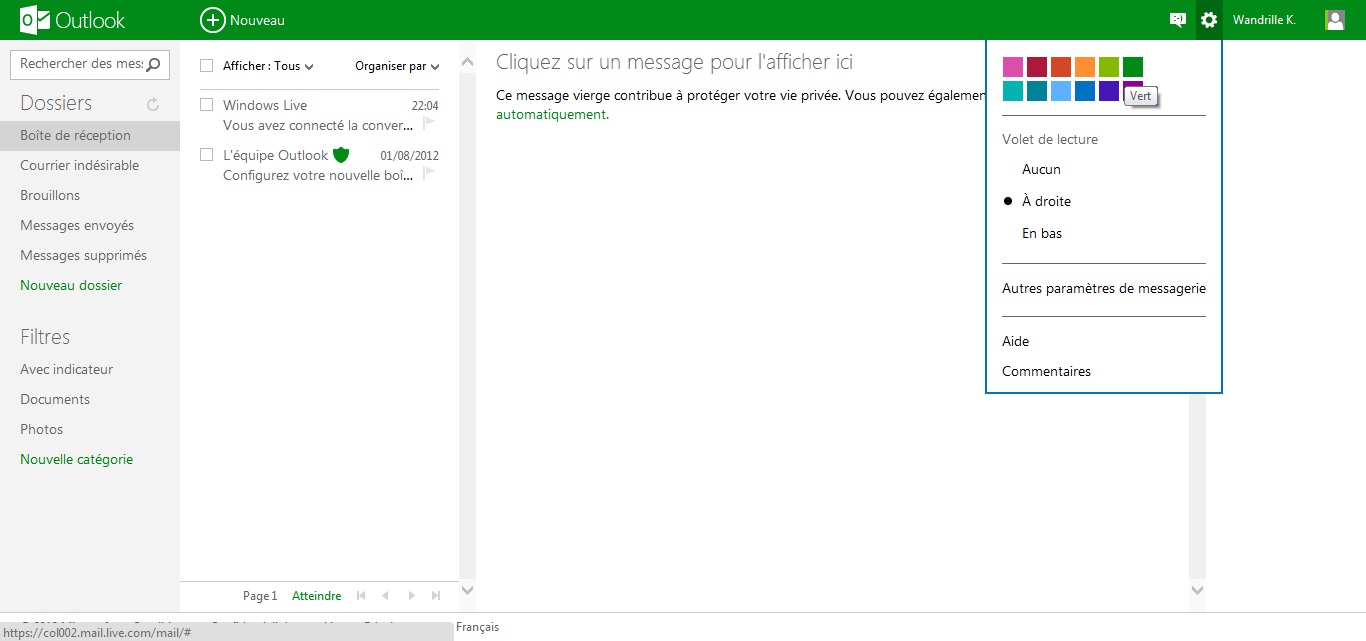 Outlook
Nouveau
Wandrille K.
Rechercher des mes:
Afficher : Tous
Organiser par
Cliquez sur un message pour l'afficher ici
Dossiers
Windows Live
22:04
Vous avez connecté la conver...
Ce message vierge contribue à protéger votre vie privée. Vous pouvez égalemen
automatiquement.
Vert
Boîte de réception
Courrier indésirable
Brouillons
Messages envoyés
Messages supprimés
Nouveau dossier
L'équipe Outlook
01/08/2012
Configurez votre nouvelle boî...
Volet de lecture
Aucun
À droite
En bas
Autres paramètres de messagerie
Aide
Commentaires
Filtres
Avec indicateur
Documents
Photos
Nouvelle catégorie
Page 1
Atteindre
https://col002.mail.live.com/mail/#
Français